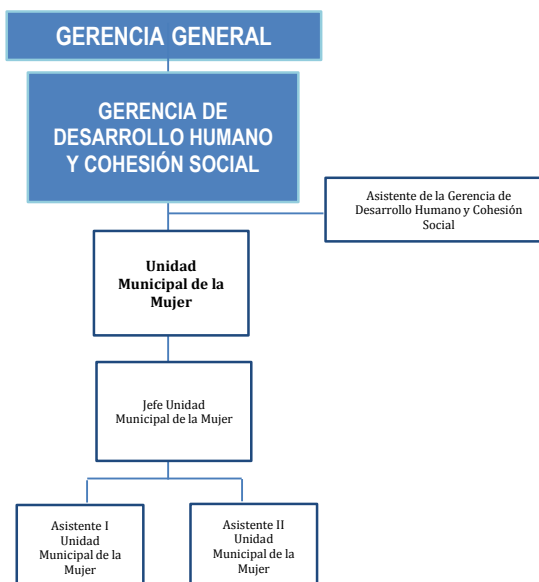 GERENCIA GENERAL
GERENCIA DE
DESARROLLO HUMANO
Y COHESIÓN SOCIAL
Asistente de la Gerencia de
Desarrollo Humano y Cohesión
Social
Unidad
Municipal de la
Mujer
Jefe Unidad
Municipal de la Mujer
Asistente I
Unidad
Municipal de la
Mujer
Asistente II
Unidad
Municipal de la
Mujer